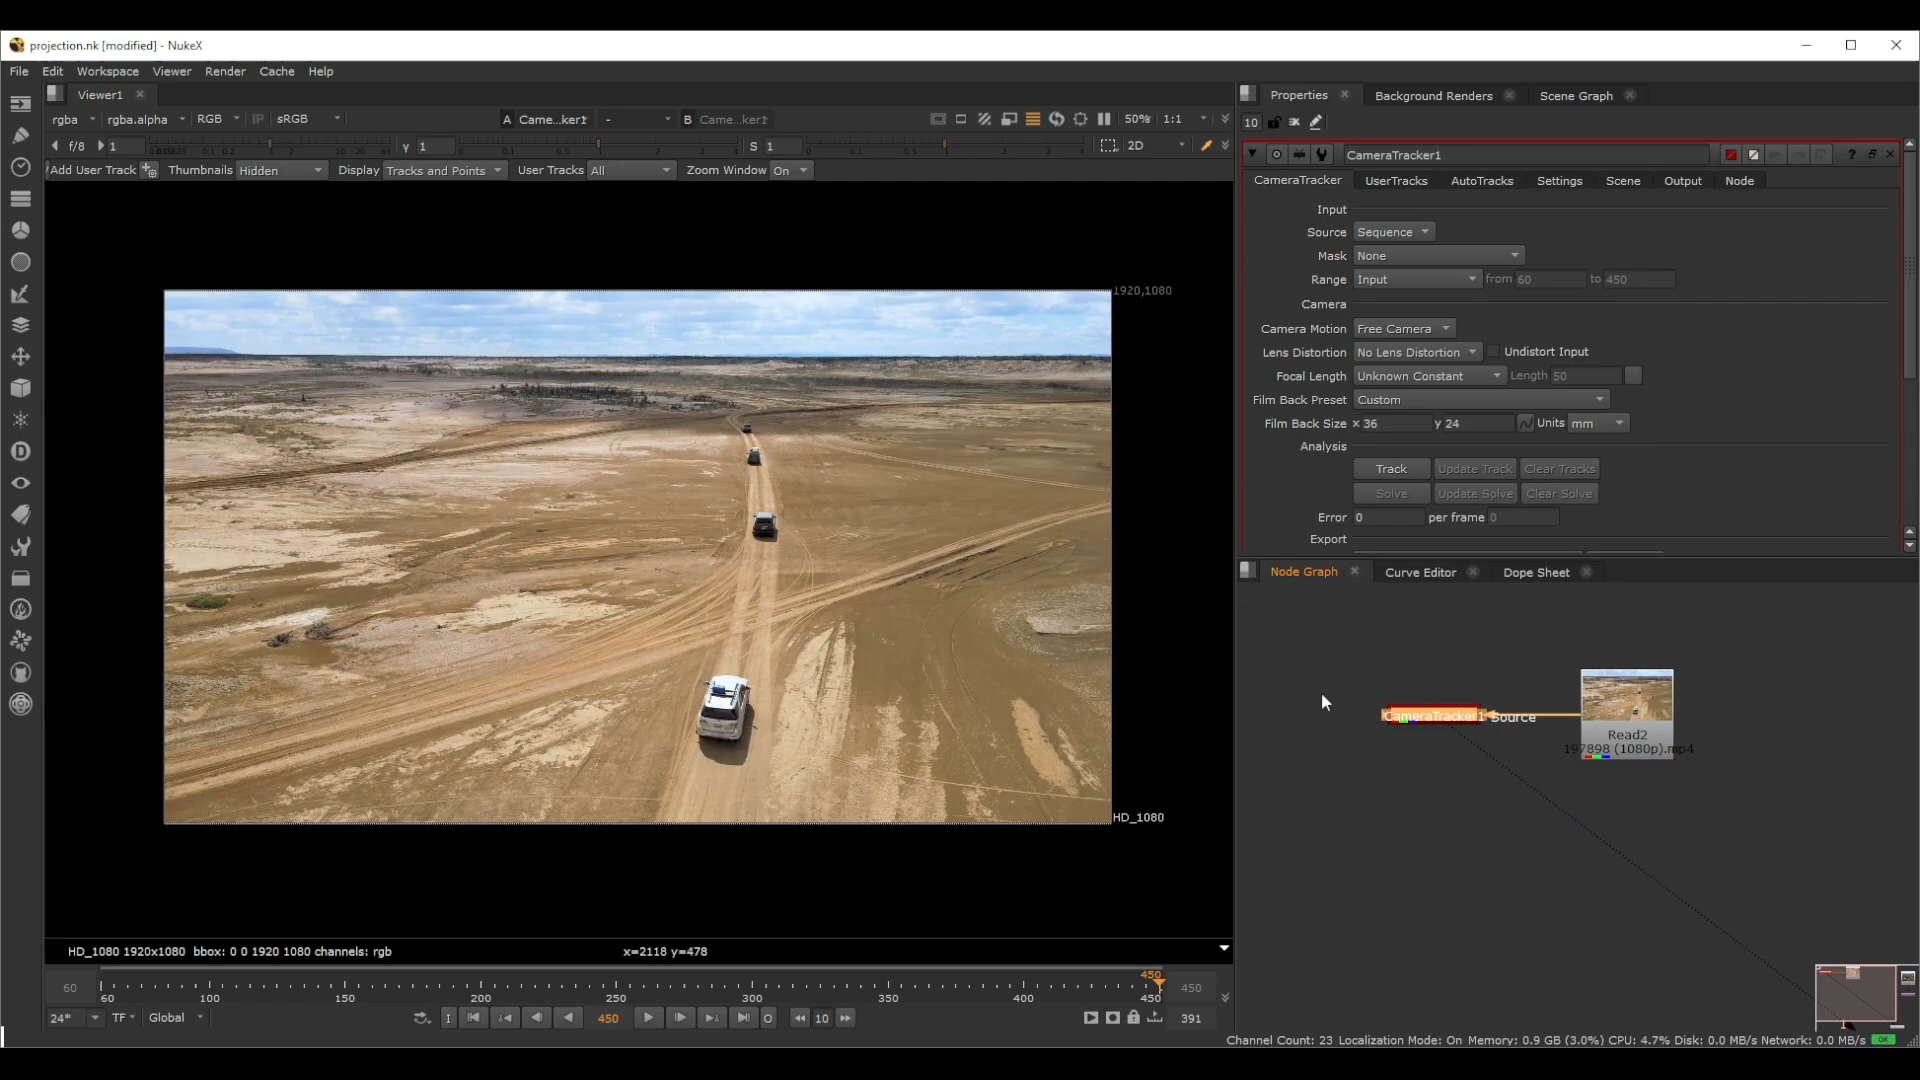 projection.nk [modified] - NukeX
File Edit Workspace Viewer Render Cache Help
Viewer1
rgba rgba.alpha RGB IP sRGB A Came...ker1 - B Came...ker1 50% 1:1
f/8 1 γ 1 S 1 2D
Add User Track Thumbnails Hidden Display Tracks and Points User Tracks All Zoom Window On
1920,1080
HD_1080
HD_1080 1920x1080 bbox: 0 0 1920 1080 channels: rgb x=2118 y=478
450
60 450
60 100 150 200 250 300 350 400 450
24* TF Global I 450 O 10 391
Properties Background Renders Scene Graph
10
CameraTracker1
CameraTracker UserTracks AutoTracks Settings Scene Output Node
Input
Source Sequence
Mask None
Range Input from 60 to 450
Camera
Camera Motion Free Camera
Lens Distortion No Lens Distortion Undistort Input
Focal Length Unknown Constant Length 50
Film Back Preset Custom
Film Back Size x 36 y 24 Units mm
Analysis
Track Update Track Clear Tracks
Solve Update Solve Clear Solve
Error 0 per frame 0
Export
Node Graph Curve Editor Dope Sheet
CameraTracker1 Source
Read2
197898 (1080p).mp4
Channel Count: 23 Localization Mode: On Memory: 0.9 GB (3.0%) CPU: 4.7% Disk: 0.0 MB/s Network: 0.0 MB/s OK